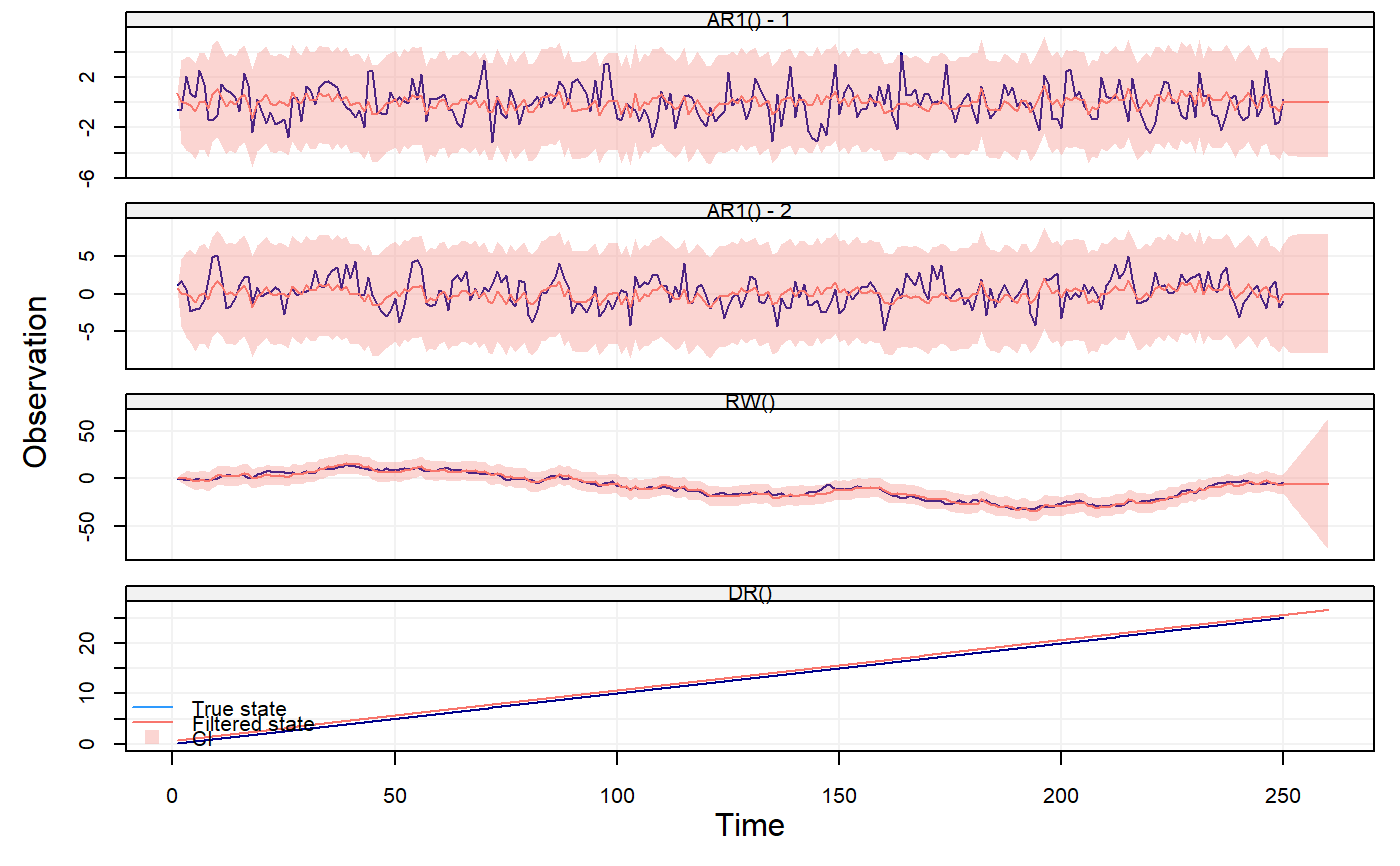 AR1() - 1
2
-2
-6
AR1() - 2
5
0
-5
RW()
50
0
-50
DR()
20
10
0
True state
Filtered state
CI
0 50 100 150 200 250
Time
Observation